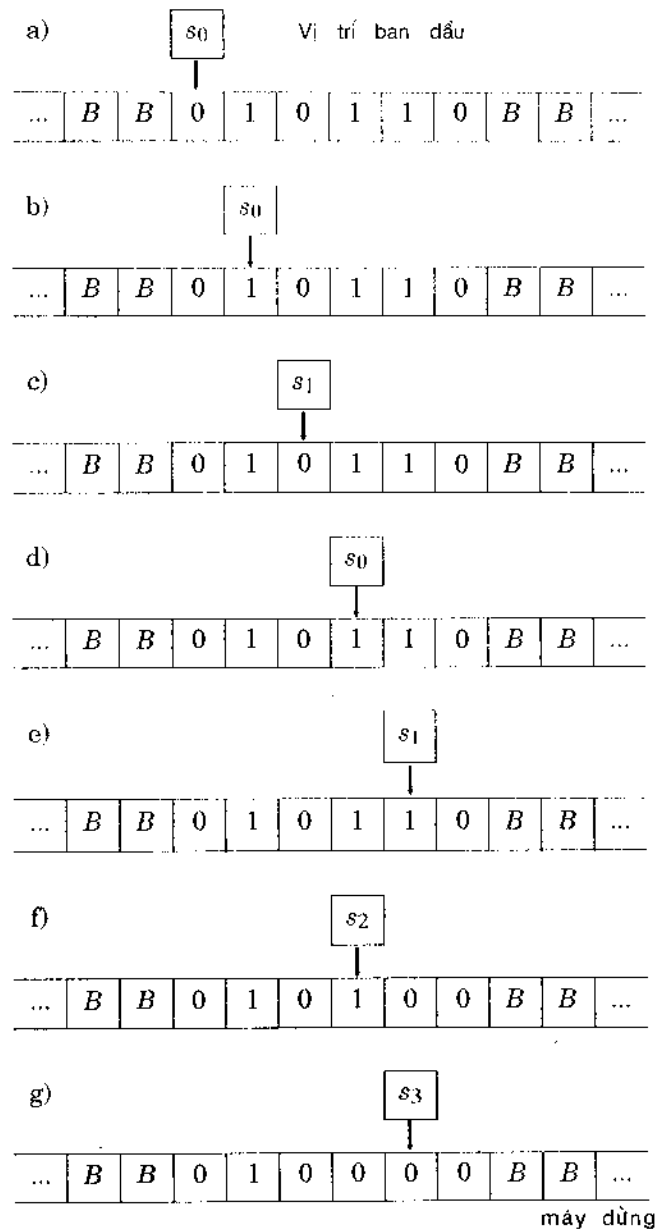 a) s0 Vị trí ban dầu
... B B 0 1 0 1 1 0 B B ...
b) s0
... B B 0 1 0 1 1 0 B B ...
c) s1
... B B 0 1 0 1 1 0 B B ...
d) s0
... B B 0 1 0 1 1 0 B B ...
e) s1
... B B 0 1 0 1 1 0 B B ...
f) s2
... B B 0 1 0 1 0 0 B B ...
g) s3
... B B 0 1 0 0 0 0 B B ...
máy dừng